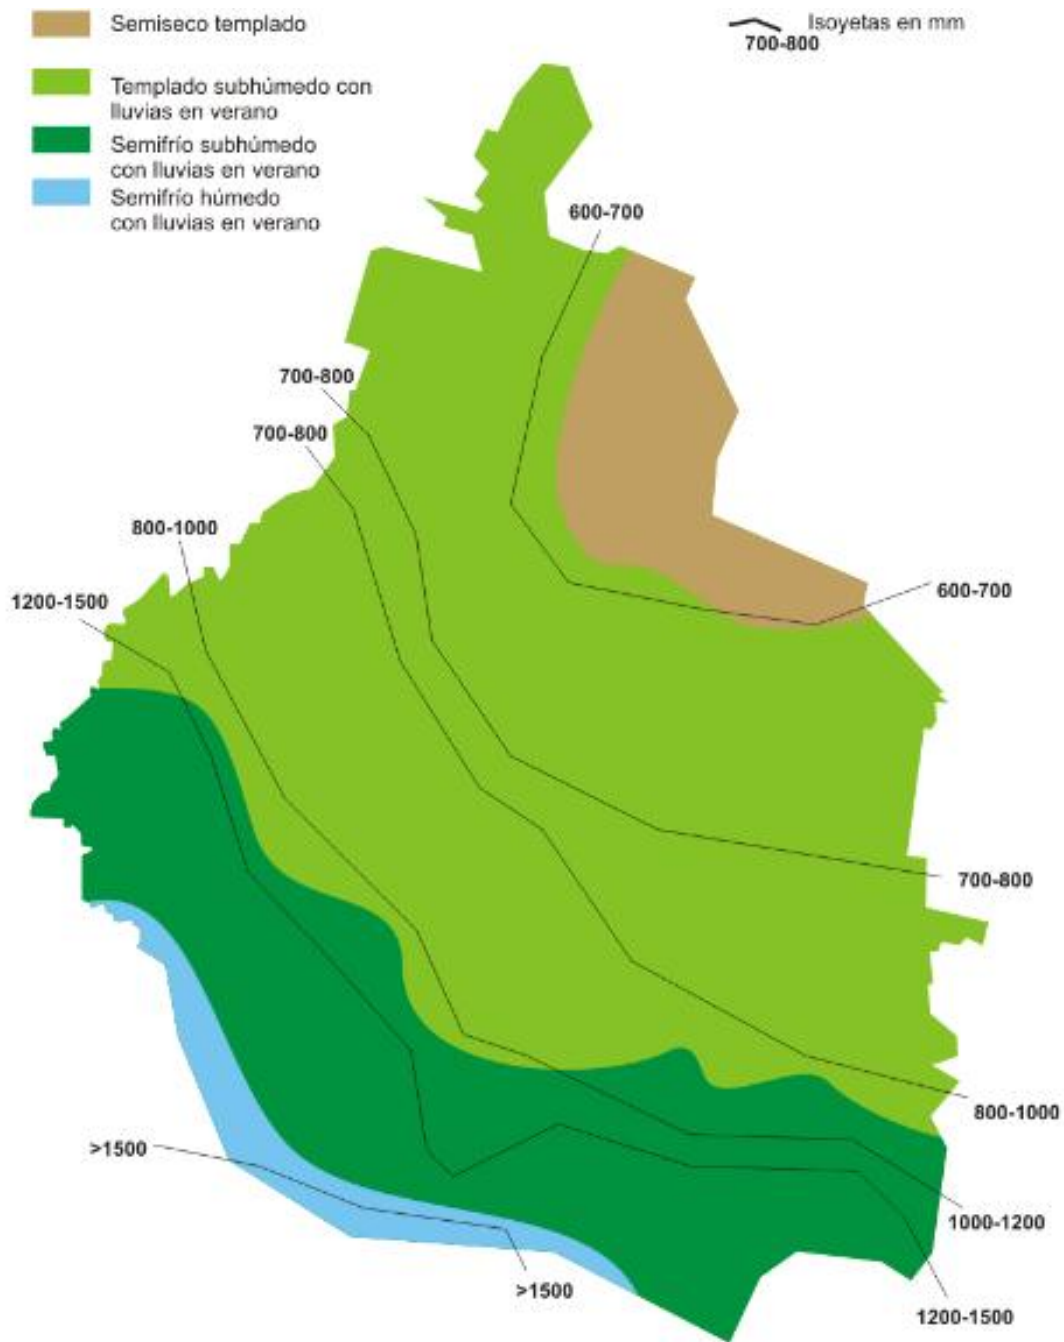 Semiseco templado
Isoyetas en mm
700-800
Templado subhúmedo con
lluvias en verano
Semifrío subhúmedo
con lluvias en verano
Semifrío húmedo
con lluvias en verano
600-700
700-800
700-800
800-1000
1200-1500
600-700
700-800
800-1000
>1500
1000-1200
>1500
1200-1500